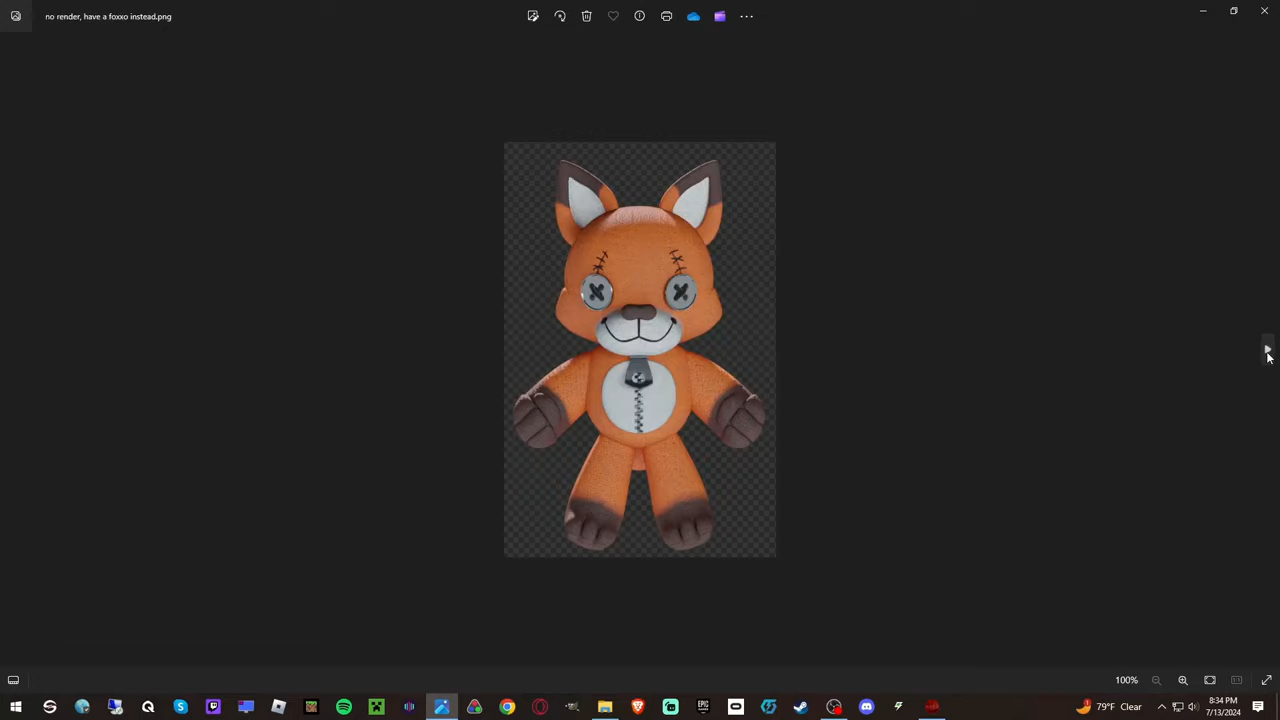 no render, have a foxxo instead.png
100%
79°F Clear
8:34 PM
7/13/2024